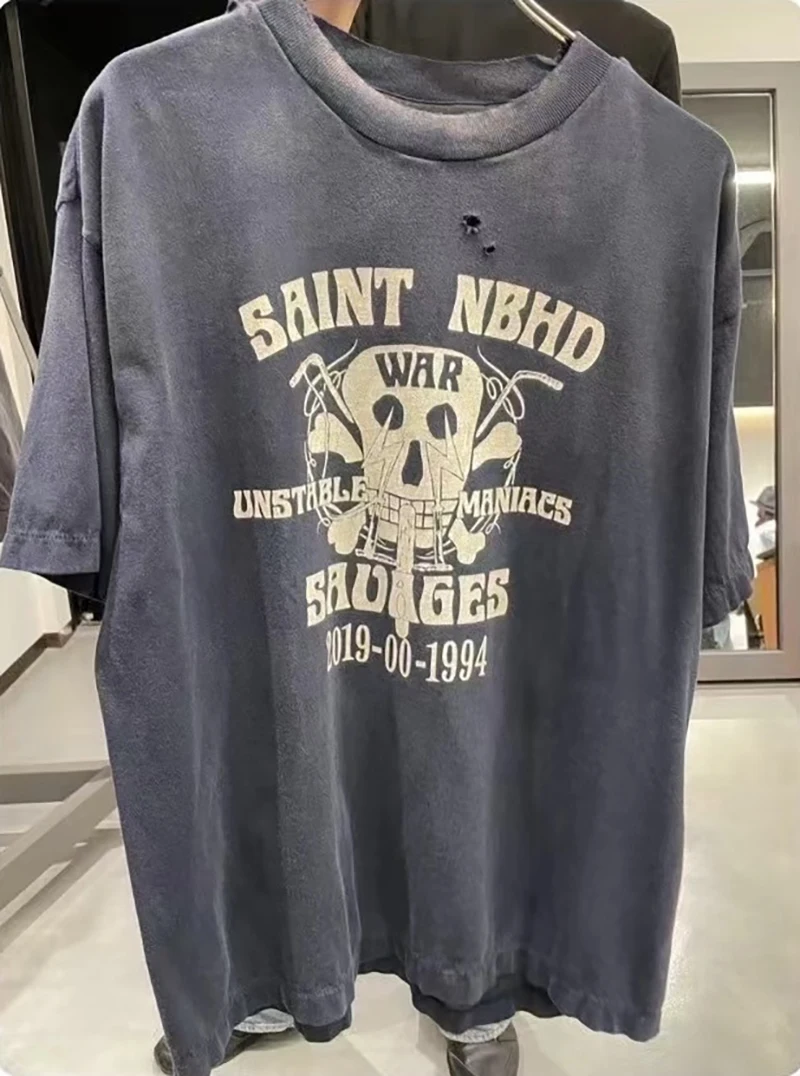 SAINT NBHD
WAR
UNSTABLE MANIACS
SAVAGES
2019-00-1994